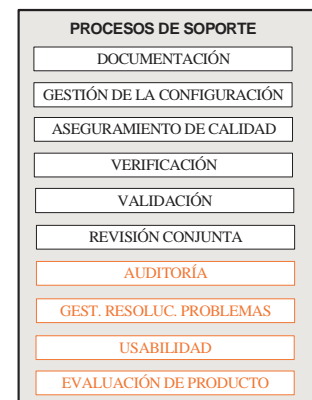 PROCESOS DE SOPORTE
DOCUMENTACIÓN
GESTIÓN DE LA CONFIGURACIÓN
ASEGURAMIENTO DE CALIDAD
VERIFICACIÓN
VALIDACIÓN
REVISIÓN CONJUNTA
AUDITORÍA
GEST. RESOLUC. PROBLEMAS
USABILIDAD
EVALUACIÓN DE PRODUCTO